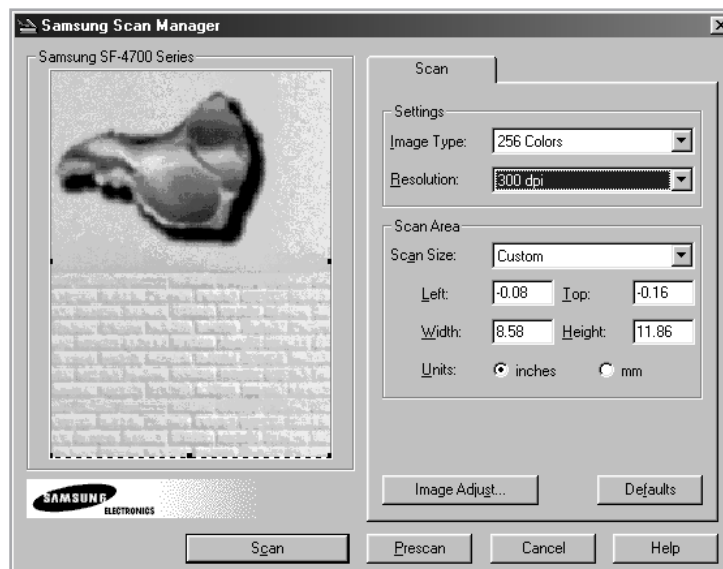 Samsung Scan Manager
Samsung SF-4700 Series
SAMSUNG
ELECTRONICS
Scan
Settings
Image Type: 256 Colors
Resolution: 300 dpi
Scan Area
Scan Size: Custom
Left: -0.08 Top: -0.16
Width: 8.58 Height: 11.86
Units: inches mm
Image Adjust... Defaults
Scan Prescan Cancel Help